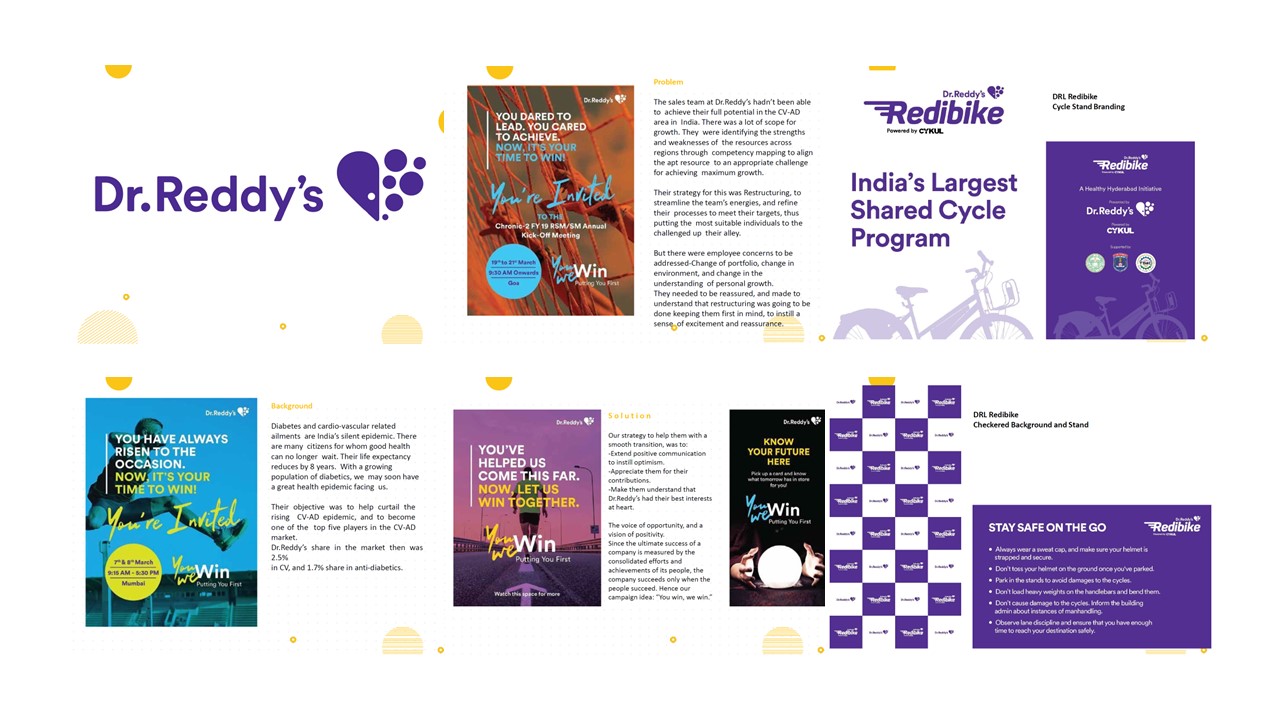 Dr.Reddy's
Dr.Reddy's
YOU DARED TO
LEAD. YOU CARED
TO ACHIEVE.
NOW, IT'S YOUR
TIME TO WIN!
You're Invited
TO THE
Chronic-2 FY 19 RSM/SM Annual
Kick-Off Meeting
19th to 21st March
9:30 AM Onwards
Goa
You we Win
Putting You First
Problem
The sales team at Dr.Reddy's hadn't been able
to achieve their full potential in the CV-AD
area in India. There was a lot of scope for
growth. They were identifying the strengths
and weaknesses of the resources across
regions through competency mapping to align
the apt resource to an appropriate challenge
for achieving maximum growth.
Their strategy for this was Restructuring, to
streamline the team's energies, and refine
their processes to meet their targets, thus
putting the most suitable individuals to the
challenged up their alley.
But there were employee concerns to be
addressed-Change of portfolio, change in
environment, and change in the
understanding of personal growth.
They needed to be reassured, and made to
understand that restructuring was going to be
done keeping them first in mind, to instill a
sense of excitement and reassurance.
Dr.Reddy's
Redibike
Powered by CYKUL
India's Largest
Shared Cycle
Program
DRL Redibike
Cycle Stand Branding
Dr.Reddy's
Redibike
A Healthy Hyderabad Initiative
Presented by
Dr.Reddy's
Powered by
CYKUL
Supported by
Dr.Reddy's
YOU HAVE ALWAYS
RISEN TO THE
OCCASION.
NOW, IT'S YOUR
TIME TO WIN!
You're Invited
7th & 8th March
9:15 AM - 5:30 PM
Mumbai
You we Win
Putting You First
Background
Diabetes and cardio-vascular related
ailments are India's silent epidemic. There
are many citizens for whom good health
can no longer wait. Their life expectancy
reduces by 8 years. With a growing
population of diabetics, we may soon have
a great health epidemic facing us.
Their objective was to help curtail the
rising CV-AD epidemic, and to become
one of the top five players in the CV-AD
market.
Dr.Reddy's share in the market then was
2.5%
in CV, and 1.7% share in anti-diabetics.
Dr.Reddy's
YOU'VE
HELPED US
COME THIS FAR.
NOW, LET US
WIN TOGETHER.
You we Win
Putting You First
Watch this space for more
Solution
Our strategy to help them with a
smooth transition, was to:
-Extend positive communication
to instill optimism.
-Appreciate them for their
contributions.
-Make them understand that
Dr.Reddy's had their best interests
at heart.
The voice of opportunity, and a
vision of positivity.
Since the ultimate success of a
company is measured by the
consolidated efforts and
achievements of its people, the
company succeeds only when the
people succeed. Hence our
campaign idea: "You win, we win."
Dr.Reddy's
KNOW
YOUR FUTURE
HERE
Pick up a card and know
what tomorrow has in store
for you!
You we Win
Putting You First
DRL Redibike
Checkered Background and Stand
STAY SAFE ON THE GO
Dr.Reddy's
Redibike
Always wear a sweat cap, and make sure your helmet is
strapped and secure.
Don't toss your helmet on the ground once you've parked.
Park in the stands to avoid damages to the cycles.
Don't load heavy weights on the handlebars and bend them.
Don't cause damage to the cycles. Inform the building
admin about instances of manhandling.
Observe lane discipline and ensure that you have enough
time to reach your destination safely.